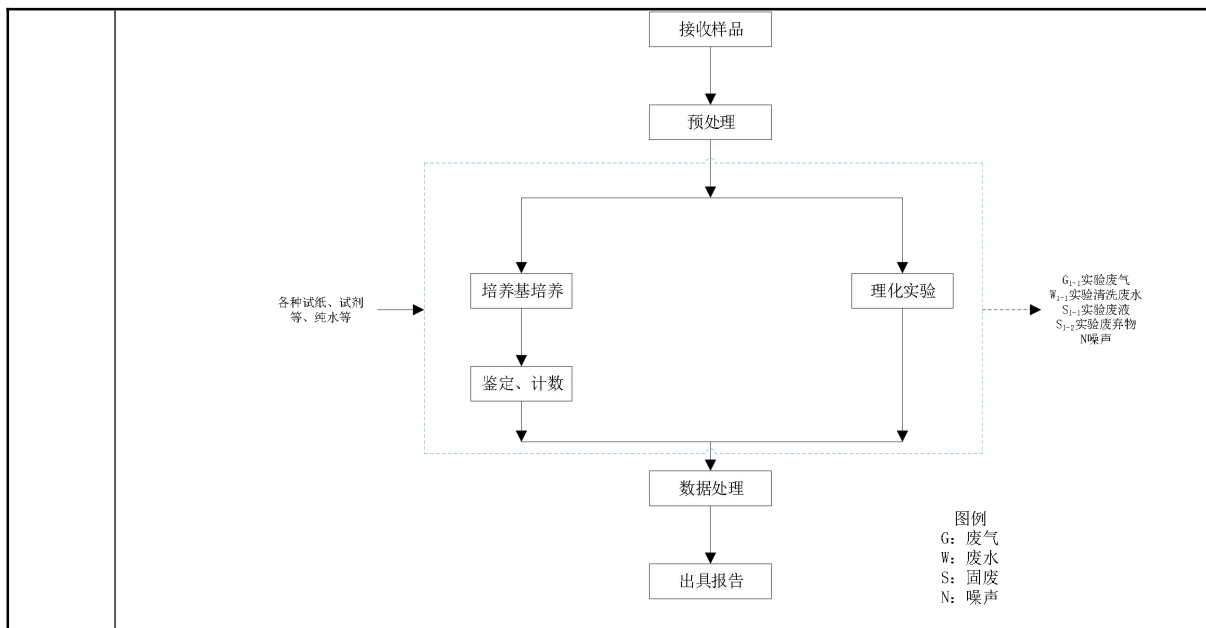 接收样品
预处理
培养基培养
理化实验
各种试纸、试剂
等、纯水等
G₁₋₁实验废气
W₁₋₁实验清洗废水
S₁₋₁实验废液
S₁₋₂实验废弃物
N噪声
鉴定、计数
数据处理
出具报告
图例
G：废气
W：废水
S：固废
N：噪声